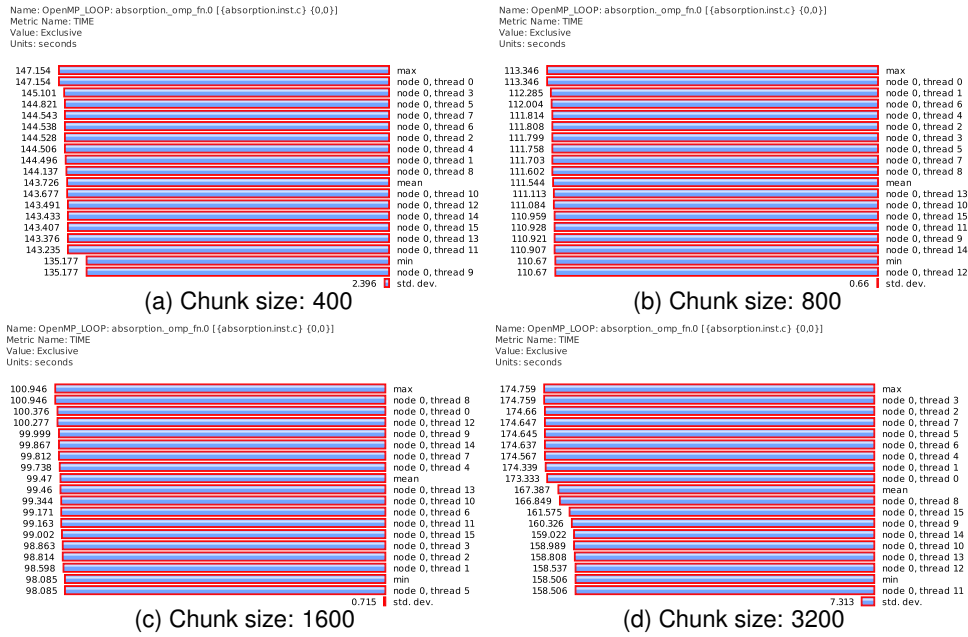 Name: OpenMP_LOOP: absorption._omp_fn.0 [{absorption.inst.c} {0,0}]
Metric Name: TIME
Value: Exclusive
Units: seconds
147.154 max
147.154 node 0, thread 0
145.101 node 0, thread 3
144.821 node 0, thread 5
144.543 node 0, thread 7
144.538 node 0, thread 6
144.528 node 0, thread 2
144.506 node 0, thread 4
144.496 node 0, thread 1
144.137 node 0, thread 8
143.726 mean
143.677 node 0, thread 10
143.491 node 0, thread 12
143.433 node 0, thread 14
143.407 node 0, thread 15
143.376 node 0, thread 13
143.235 node 0, thread 11
135.177 min
135.177 node 0, thread 9
2.396 std. dev.
(a) Chunk size: 400
Name: OpenMP_LOOP: absorption._omp_fn.0 [{absorption.inst.c} {0,0}]
Metric Name: TIME
Value: Exclusive
Units: seconds
113.346 max
113.346 node 0, thread 0
112.285 node 0, thread 1
112.004 node 0, thread 6
111.814 node 0, thread 4
111.808 node 0, thread 2
111.799 node 0, thread 3
111.758 node 0, thread 5
111.703 node 0, thread 7
111.602 node 0, thread 8
111.544 mean
111.113 node 0, thread 13
111.084 node 0, thread 10
110.959 node 0, thread 15
110.928 node 0, thread 11
110.921 node 0, thread 9
110.907 node 0, thread 14
110.67 min
110.67 node 0, thread 12
0.66 std. dev.
(b) Chunk size: 800
Name: OpenMP_LOOP: absorption._omp_fn.0 [{absorption.inst.c} {0,0}]
Metric Name: TIME
Value: Exclusive
Units: seconds
100.946 max
100.946 node 0, thread 8
100.376 node 0, thread 0
100.277 node 0, thread 12
99.999 node 0, thread 9
99.867 node 0, thread 14
99.812 node 0, thread 7
99.738 node 0, thread 4
99.47 mean
99.46 node 0, thread 13
99.344 node 0, thread 10
99.171 node 0, thread 6
99.163 node 0, thread 11
99.002 node 0, thread 15
98.863 node 0, thread 3
98.814 node 0, thread 2
98.598 node 0, thread 1
98.085 min
98.085 node 0, thread 5
0.715 std. dev.
(c) Chunk size: 1600
Name: OpenMP_LOOP: absorption._omp_fn.0 [{absorption.inst.c} {0,0}]
Metric Name: TIME
Value: Exclusive
Units: seconds
174.759 max
174.759 node 0, thread 3
174.66 node 0, thread 2
174.647 node 0, thread 7
174.645 node 0, thread 5
174.637 node 0, thread 6
174.567 node 0, thread 4
174.339 node 0, thread 1
173.333 node 0, thread 0
167.387 mean
166.849 node 0, thread 8
161.575 node 0, thread 15
160.326 node 0, thread 9
159.022 node 0, thread 14
158.989 node 0, thread 10
158.808 node 0, thread 13
158.537 node 0, thread 12
158.506 min
158.506 node 0, thread 11
7.313 std. dev.
(d) Chunk size: 3200